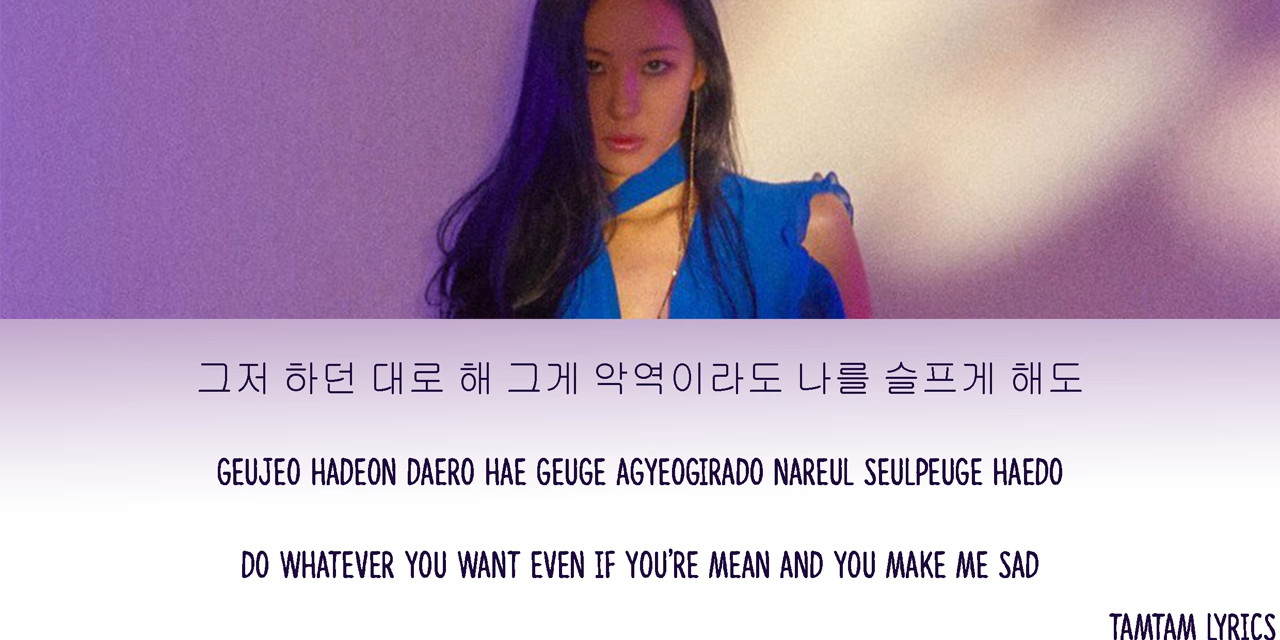 그저 하던 대로 해 그게 악역이라도 나를 슬프게 해도
GEUJEO HADEON DAERO HAE GEUGE AGYEOGIRADO NAREUL SEULPEUGE HAEDO
DO WHATEVER YOU WANT EVEN IF YOU'RE MEAN AND YOU MAKE ME SAD
TAMTAM LYRICS